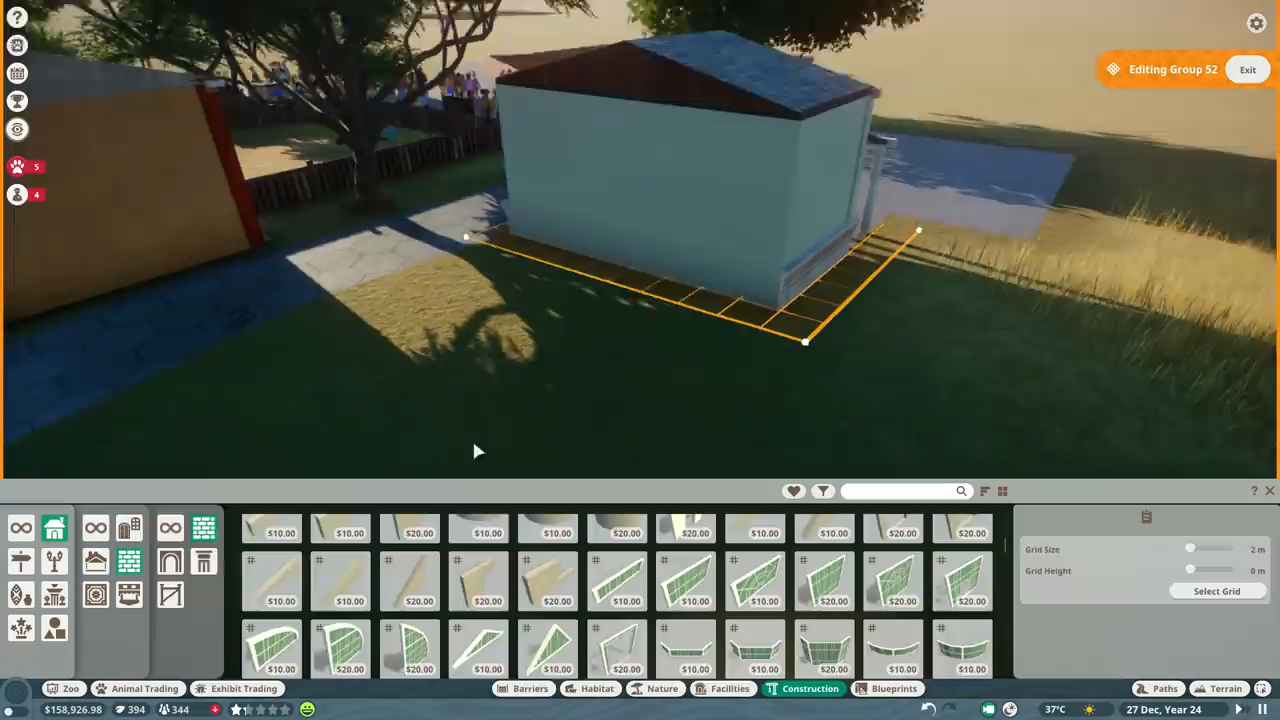 ?
Editing Group 52
Exit
5
4
? ×
$10.00 $10.00 $20.00 $10.00 $10.00 $20.00 $20.00 $10.00 $10.00 $20.00 $20.00
Grid Size 2 m
Grid Height 0 m
Select Grid
# # # # # # # # # # #
$10.00 $10.00 $20.00 $20.00 $20.00 $10.00 $10.00 $10.00 $20.00 $20.00 $20.00
# # # # # # # # # # #
$10.00 $20.00 $20.00 $10.00 $10.00 $20.00 $10.00 $10.00 $20.00 $10.00 $10.00
Zoo Animal Trading Exhibit Trading Barriers Habitat Nature Facilities Construction Blueprints Paths Terrain
$158,926.98 394 344 37°C 27 Dec, Year 24